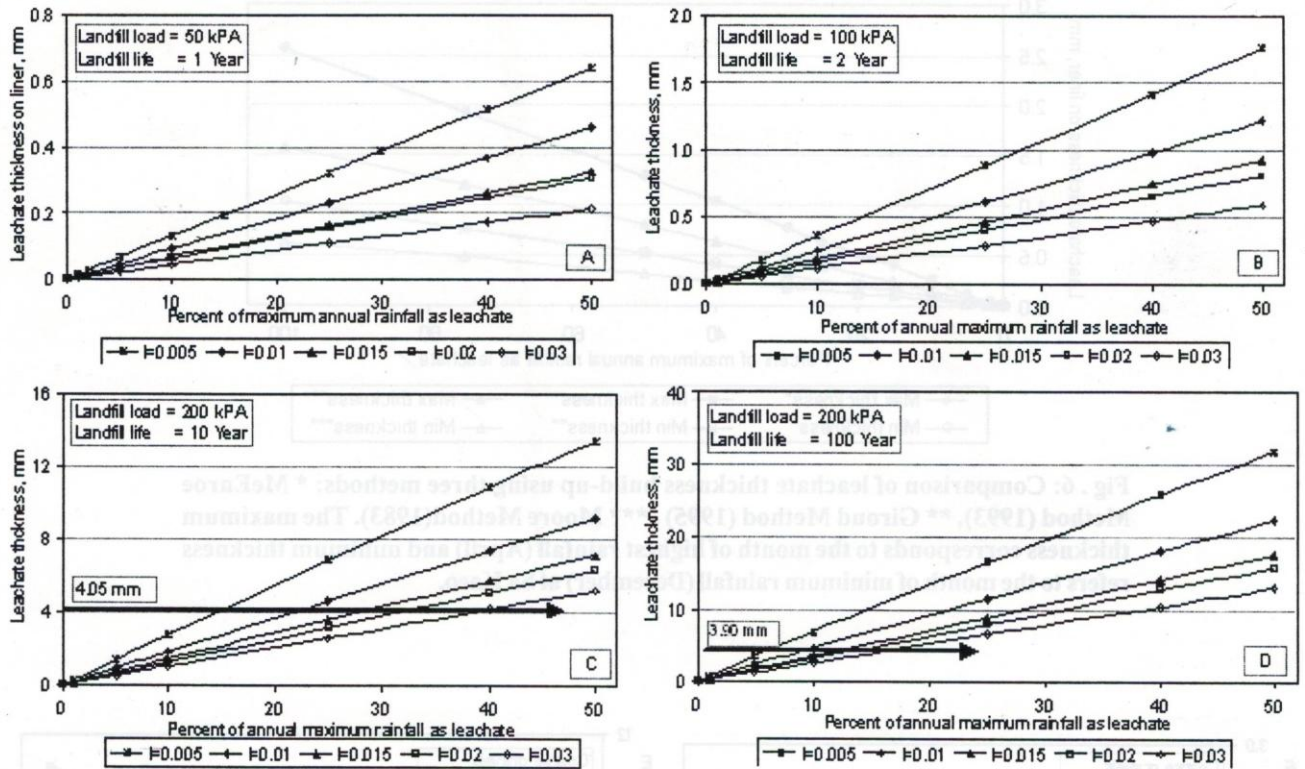 Landfill load = 50 kPA
Landfill life = 1 Year
Leachate thickness on liner, mm
0.8
0.6
0.4
0.2
0
0 10 20 30 40 50
A
Percent of maximum annual rainfall as leachate
I=0.005 I=0.01 I=0.015 I=0.02 I=0.03
Landfill load = 100 kPA
Landfill life = 2 Year
Leachate thickness, mm
2.0
1.5
1.0
0.5
0.0
0 10 20 30 40 50
B
Percent of annual maximum rainfall as leachate
I=0.005 I=0.01 I=0.015 I=0.02 I=0.03
Landfill load = 200 kPA
Landfill life = 10 Year
Leachate thickness, mm
16
12
8
4
0
4.05 mm
0 10 20 30 40 50
C
Percent of annual maximum rainfall as leachate
I=0.005 I=0.01 I=0.015 I=0.02 I=0.03
Landfill load = 200 kPA
Landfill life = 100 Year
Leachate thickness, mm
40
30
20
10
0
3.90 mm
0 10 20 30 40 50
D
Percent of annual maximum rainfall as leachate
I=0.005 I=0.01 I=0.015 I=0.02 I=0.03
Fig. 6: Comparison of leachate thickness build-up using three methods: * McEnroe
Method (1993), ** Giroud Method (1995) *** Moore Method (1983). The maximum
thickness corresponds to the month of highest rainfall (April) and minimum thickness
refers to the month of minimum rainfall (December)